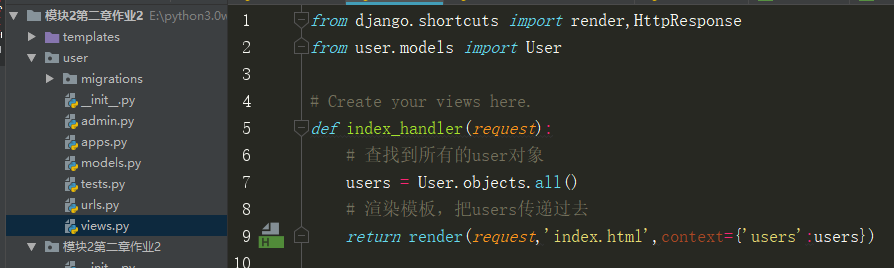 模块2第二章作业2 E:\python3.0w
templates
user
migrations
__init__.py
admin.py
apps.py
models.py
tests.py
urls.py
views.py
模块2第二章作业2
__init__.py
1 from django.shortcuts import render,HttpResponse
2 from user.models import User
3
4 # Create your views here.
5 def index_handler(request):
6 # 查找到所有的user对象
7 users = User.objects.all()
8 # 渲染模板，把users传递过去
9 return render(request,'index.html',context={'users':users})
10